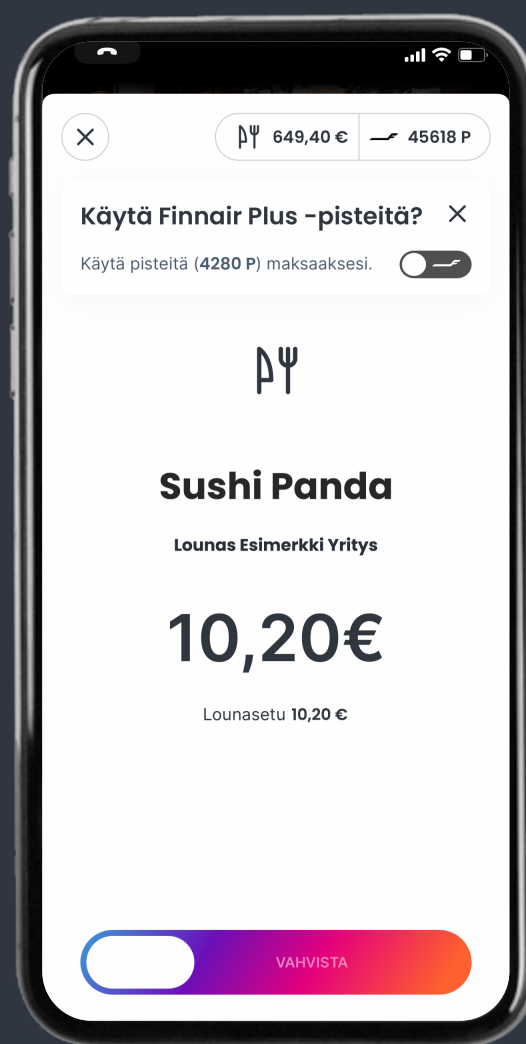 649,40 € 45618 P
Käytä Finnair Plus -pisteitä?
Käytä pisteitä (4280 P) maksaaksesi.
Sushi Panda
Lounas Esimerkki Yritys
10,20€
Lounasetu 10,20 €
VAHVISTA